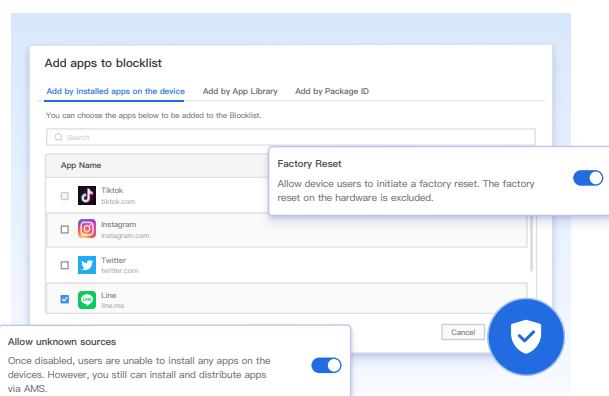 Add apps to blocklist
Add by installed apps on the device Add by App Library Add by Package ID
You can choose the apps below to be added to the Blocklist.
Search
App Name
Tiktok
tiktok.com
Instagram
instagram.com
Twitter
twitter.com
LINE
Line
line.me
Factory Reset
Allow device users to initiate a factory reset. The factory
reset on the hardware is excluded.
Cancel
Allow unknown sources
Once disabled, users are unable to install any apps on the
devices. However, you still can install and distribute apps
via AMS.